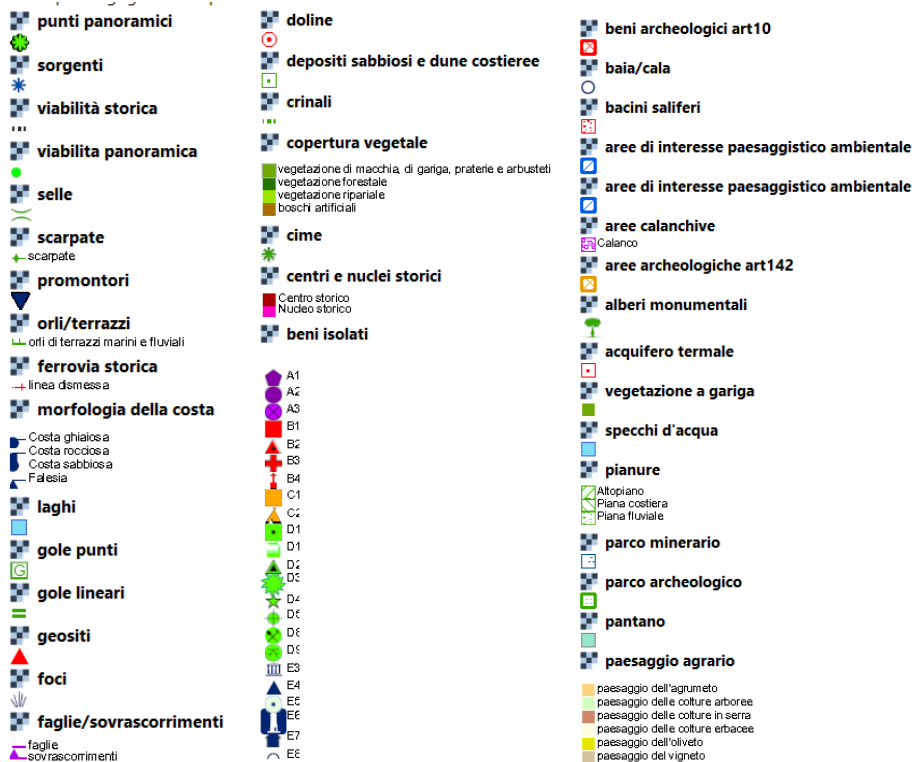 punti panoramici
sorgenti
viabilità storica
viabilita panoramica
selle
scarpate
scarpate
promontori
orli/terrazzi
orli di terrazzi marini e fluviali
ferrovia storica
linea dismessa
morfologia della costa
Costa ghiaiosa
Costa rocciosa
Costa sabbiosa
Falesia
laghi
gole punti
G
gole lineari
geositi
foci
faglie/sovrascorrimenti
faglie
sovrascorrimenti
doline
depositi sabbiosi e dune costieree
crinali
copertura vegetale
vegetazione di macchia, di gariga, praterie e arbusteti
vegetazione forestale
vegetazione ripariale
boschi artificiali
cime
centri e nuclei storici
Centro storico
Nucleo storico
beni isolati
A1
A2
A3
B1
B2
B3
B4
C1
C2
D1
D1
D2
D3
D4
D5
D8
D9
E3
E4
E5
E6
E7
E8
beni archeologici art10
baia/cala
bacini saliferi
aree di interesse paesaggistico ambientale
aree di interesse paesaggistico ambientale
aree calanchive
Calanco
aree archeologiche art142
alberi monumentali
acquifero termale
vegetazione a gariga
specchi d'acqua
pianure
Altopiano
Piana costiera
Piana fluviale
parco minerario
parco archeologico
pantano
paesaggio agrario
paesaggio dell'agrumeto
paesaggio delle colture arboree
paesaggio delle colture in serra
paesaggio delle colture erbacee
paesaggio dell'oliveto
paesaggio del vigneto